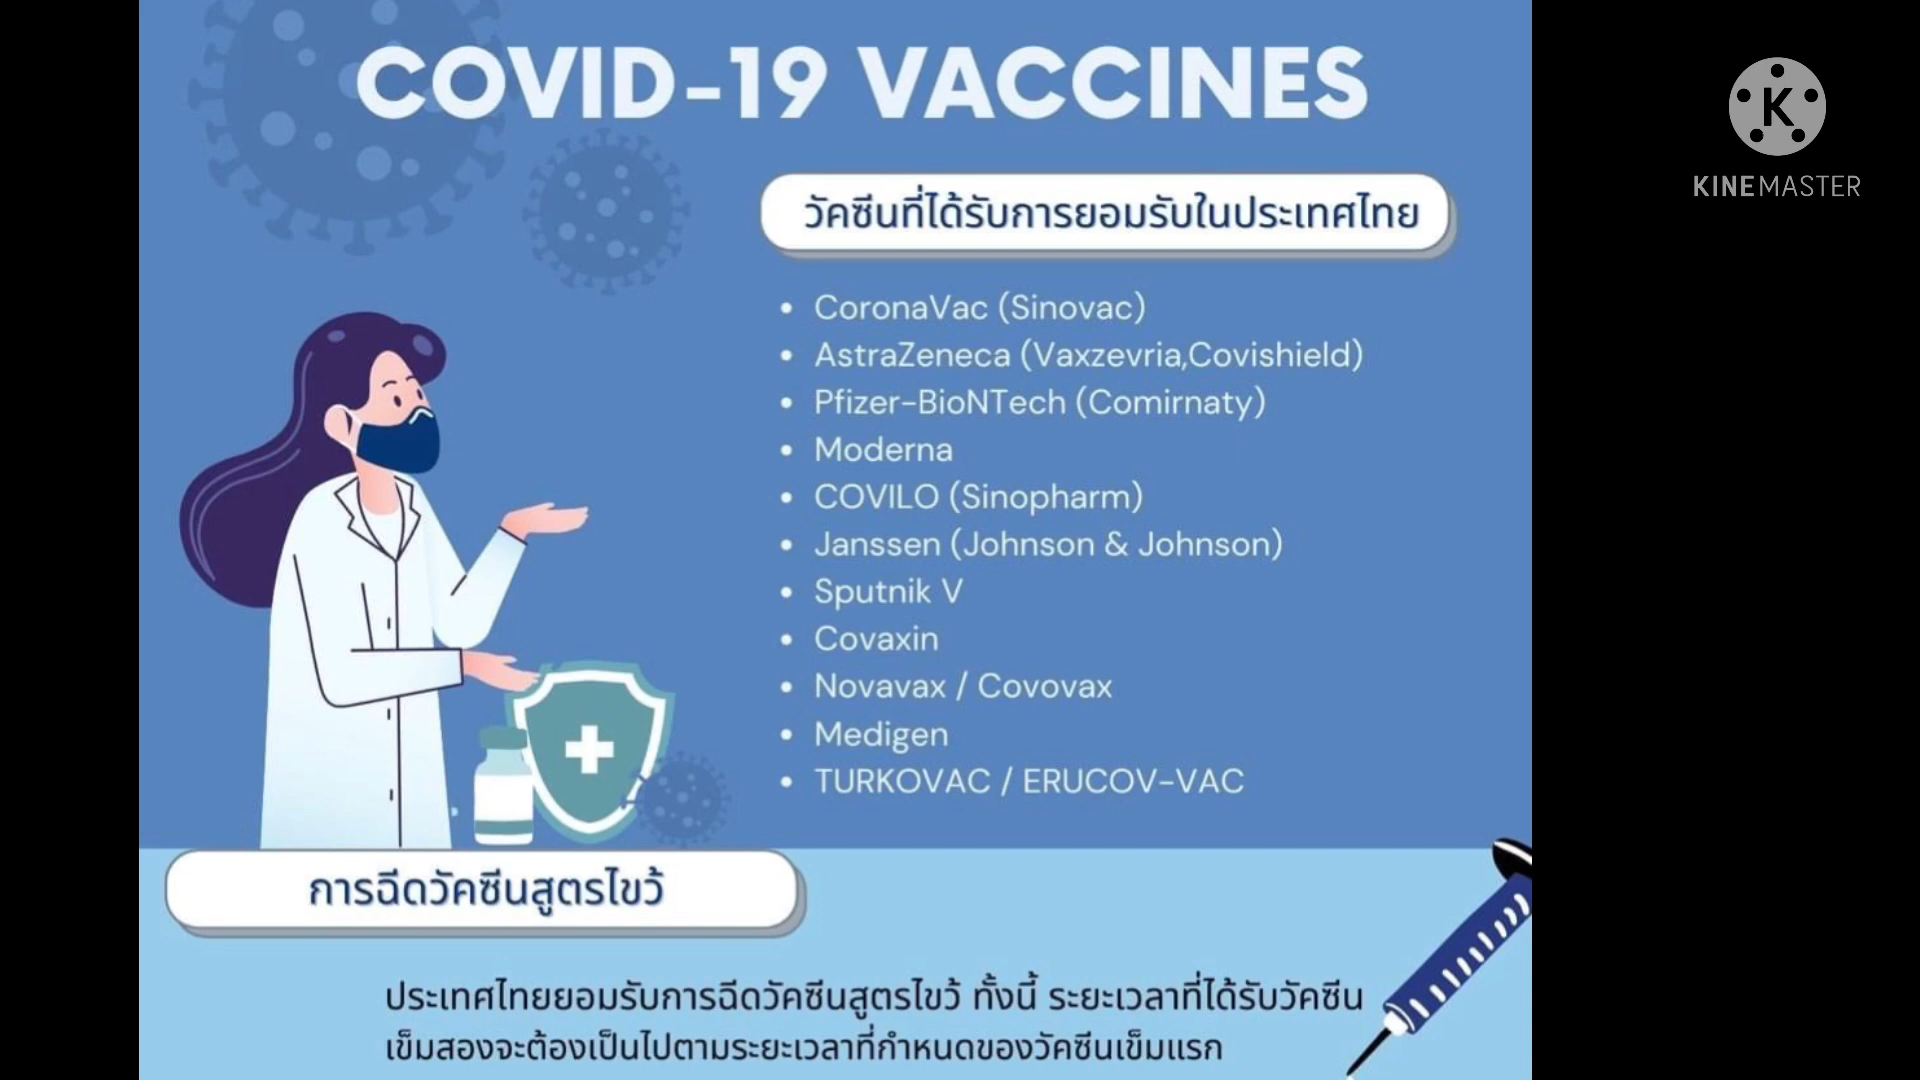 COVID-19 VACCINES
วัคซีนที่ได้รับการยอมรับในประเทศไทย
• CoronaVac (Sinovac)
• AstraZeneca (Vaxzevria,Covishield)
• Pfizer-BioNTech (Comirnaty)
• Moderna
• COVILO (Sinopharm)
• Janssen (Johnson & Johnson)
• Sputnik V
• Covaxin
• Novavax / Covovax
• Medigen
• TURKOVAC / ERUCOV-VAC
การฉีดวัคซีนสูตรไขว้
ประเทศไทยยอมรับการฉีดวัคซีนสูตรไขว้ ทั้งนี้ ระยะเวลาที่ได้รับวัคซีน
เข็มสองจะต้องเป็นไปตามระยะเวลาที่กำหนดของวัคซีนเข็มแรก
K
KINEMASTER